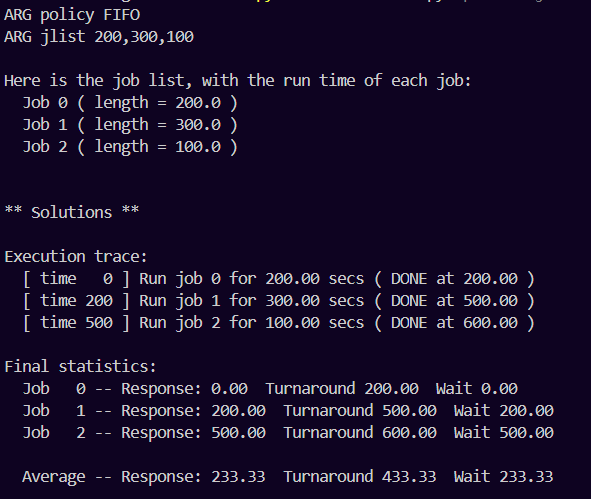 ARG policy FIFO
ARG jlist 200,300,100
Here is the job list, with the run time of each job:
Job 0 ( length = 200.0 )
Job 1 ( length = 300.0 )
Job 2 ( length = 100.0 )
** Solutions **
Execution trace:
[ time   0 ] Run job 0 for 200.00 secs ( DONE at 200.00 )
[ time 200 ] Run job 1 for 300.00 secs ( DONE at 500.00 )
[ time 500 ] Run job 2 for 100.00 secs ( DONE at 600.00 )
Final statistics:
Job   0 -- Response: 0.00  Turnaround 200.00  Wait 0.00
Job   1 -- Response: 200.00  Turnaround 500.00  Wait 200.00
Job   2 -- Response: 500.00  Turnaround 600.00  Wait 500.00
Average -- Response: 233.33  Turnaround 433.33  Wait 233.33